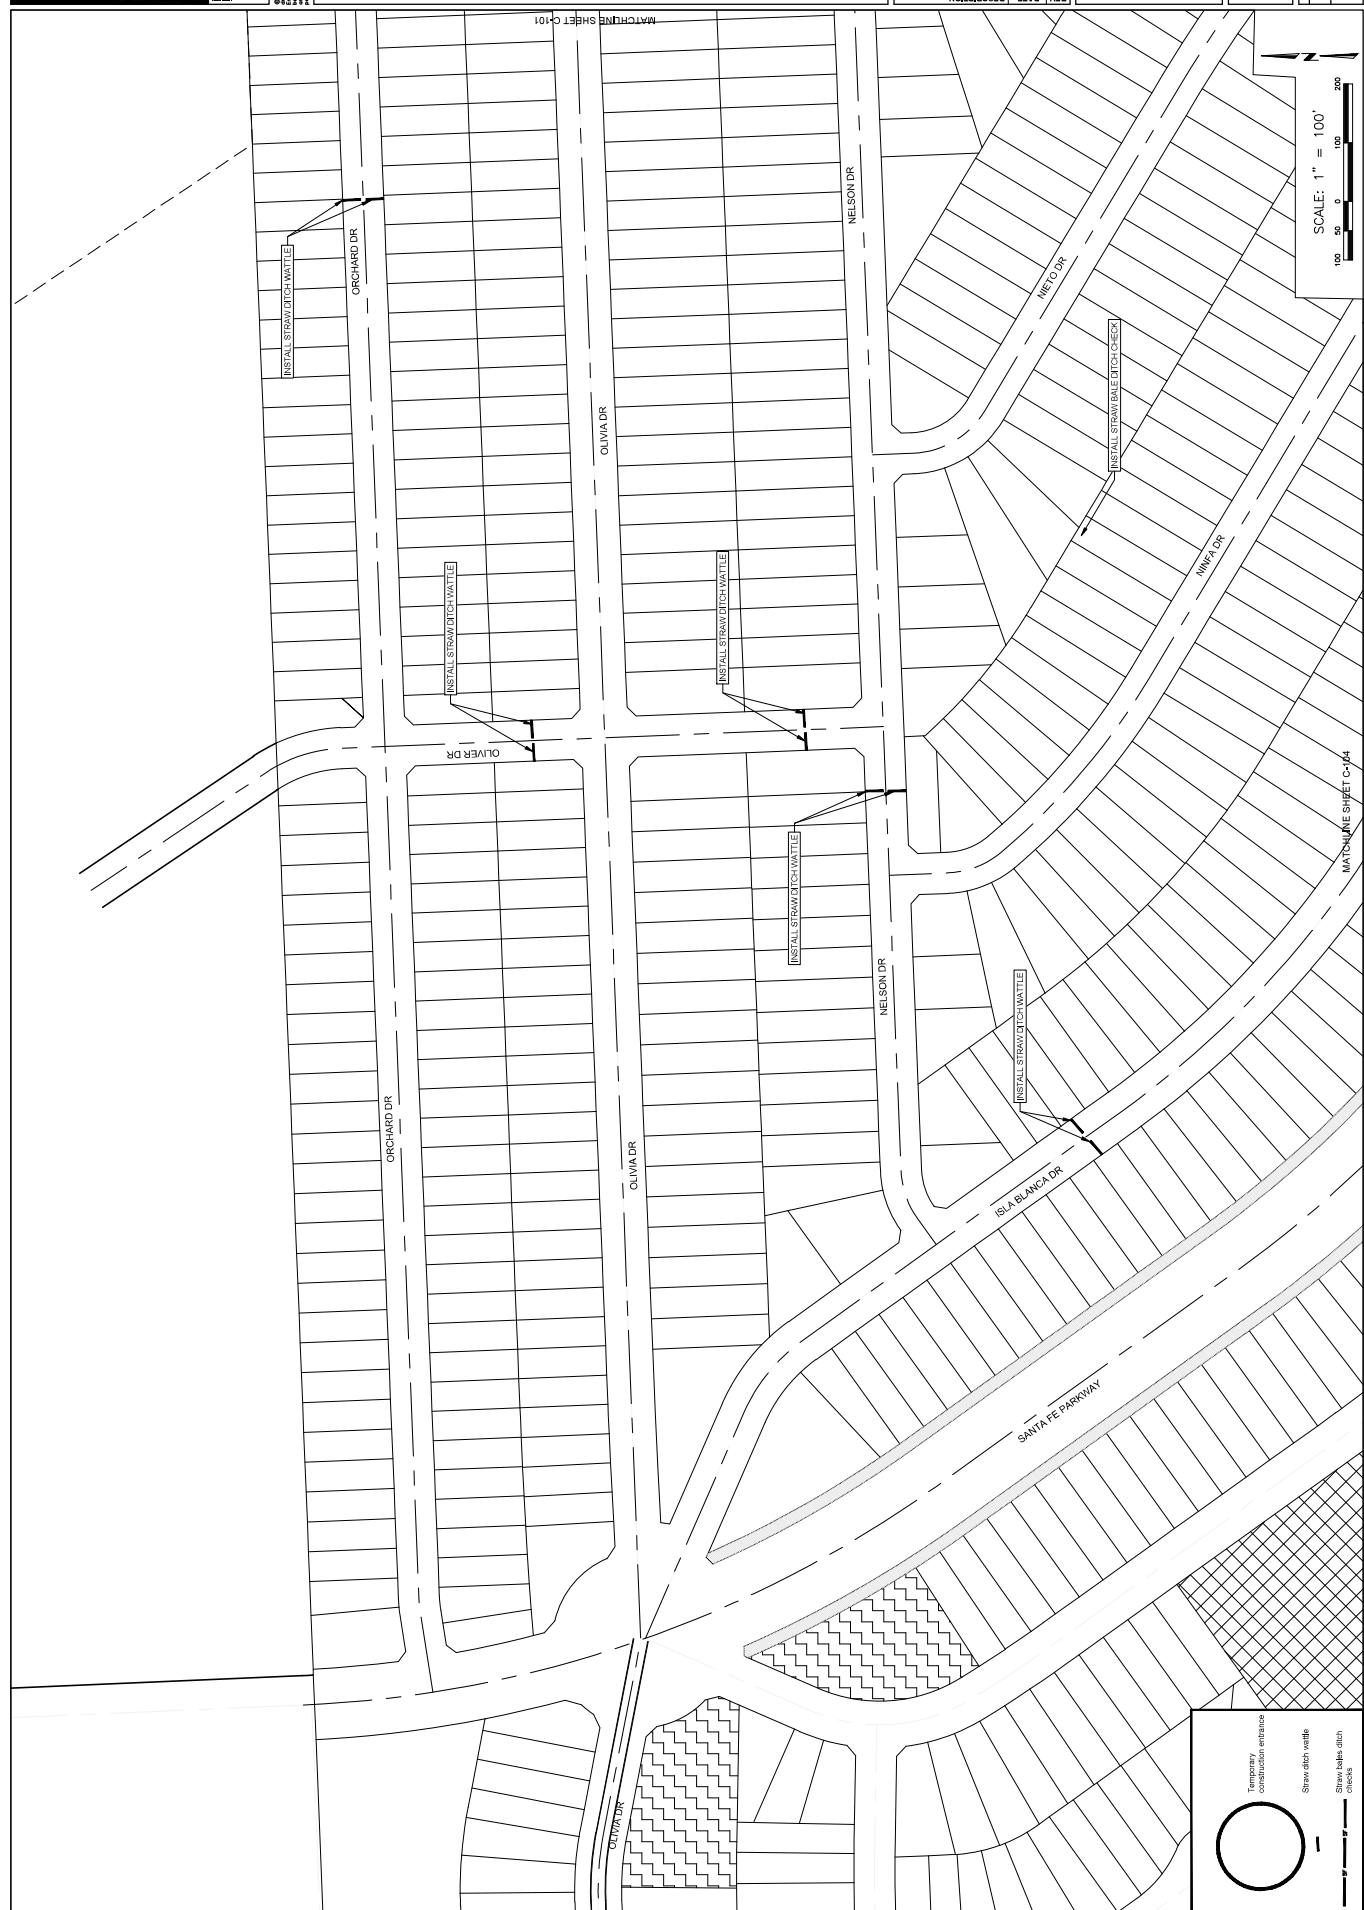 MATCHLINE SHEET C-101
REV
DATE
DESCRIPTION
N
SCALE: 1" = 100'
100
50
0
100
200
INSTALL STRAW DITCH WATTLE
ORCHARD DR
NELSON DR
NIETO DR
INSTALL STRAW BALE DITCH CHECK
OLIVIA DR
NINFA DR
INSTALL STRAW DITCH WATTLE
INSTALL STRAW DITCH WATTLE
OLIVER DR
INSTALL STRAW DITCH WATTLE
MATCHLINE SHEET C-104
NELSON DR
INSTALL STRAW DITCH WATTLE
ORCHARD DR
OLIVIA DR
ISLA BLANCA DR
SANTA FE PARKWAY
OLIVIA DR
Temporary
construction entrance
Straw ditch wattle
Straw bales ditch
checks